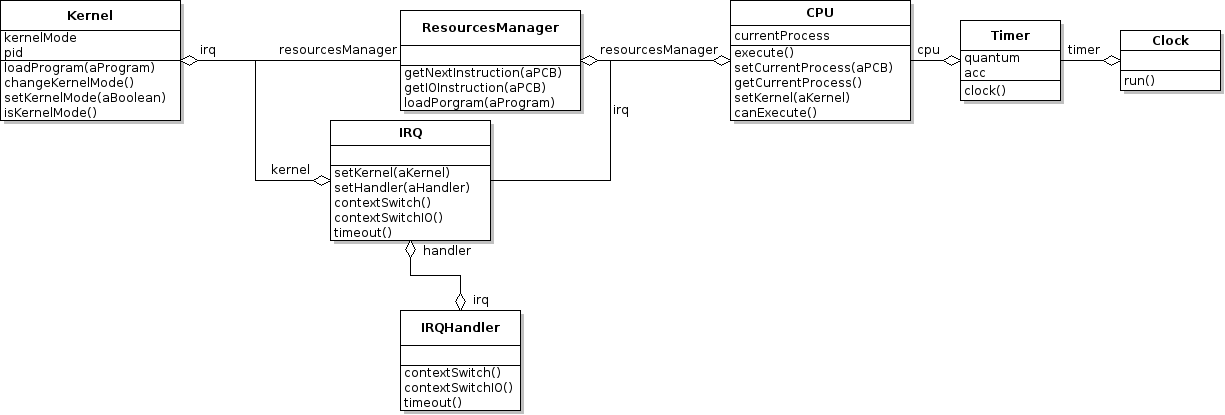 Kernel
kernelMode
pid
loadProgram(aProgram)
changeKernelMode()
setKernelMode(aBoolean)
isKernelMode()
irq
resourcesManager
ResourcesManager
getNextInstruction(aPCB)
getIOInstruction(aPCB)
loadPorgram(aProgram)
resourcesManager
irq
CPU
currentProcess
execute()
setCurrentProcess(aPCB)
getCurrentProcess()
setKernel(aKernel)
canExecute()
cpu
Timer
quantum
acc
clock()
timer
Clock
run()
kernel
IRQ
setKernel(aKernel)
setHandler(aHandler)
contextSwitch()
contextSwitchIO()
timeout()
handler
irq
IRQHandler
contextSwitch()
contextSwitchIO()
timeout()